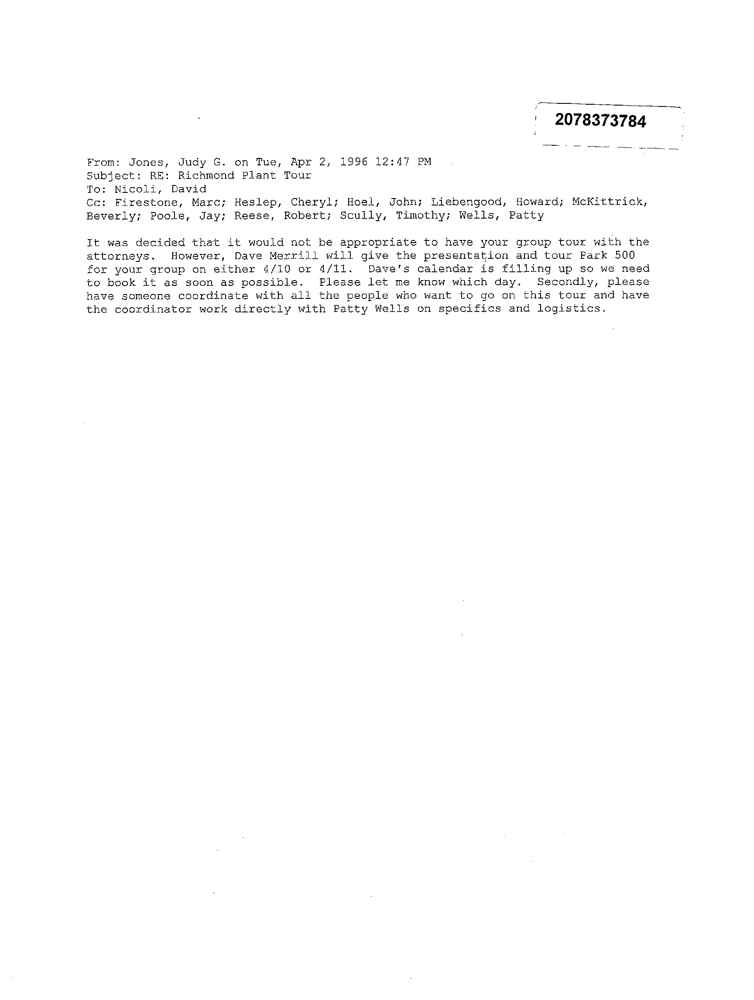 2078373784
From: Jones, Judy G. on Tue, Apr 2, 1996 12:47 PM
Subject: RE: Richmond Plant Tour
To: Nicoli, David
Cc: Firestone, Marc; Heslep, Cheryl; Hoel, John; Liebengood, Howard; McKittrick,
Beverly; Poole, Jay; Reese, Robert; Scully, Timothy; Wells, Patty
It was decided that it would not be appropriate to have your group tour with the
attorneys.  However, Dave Merrill will give the presentation and tour Park 500
for your group on either 4/10 or 4/11.  Dave's calendar is filling up so we need
to book it as soon as possible.  Please let me know which day.  Secondly, please
have someone coordinate with all the people who want to go on this tour and have
the coordinator work directly with Patty Wells on specifics and logistics.